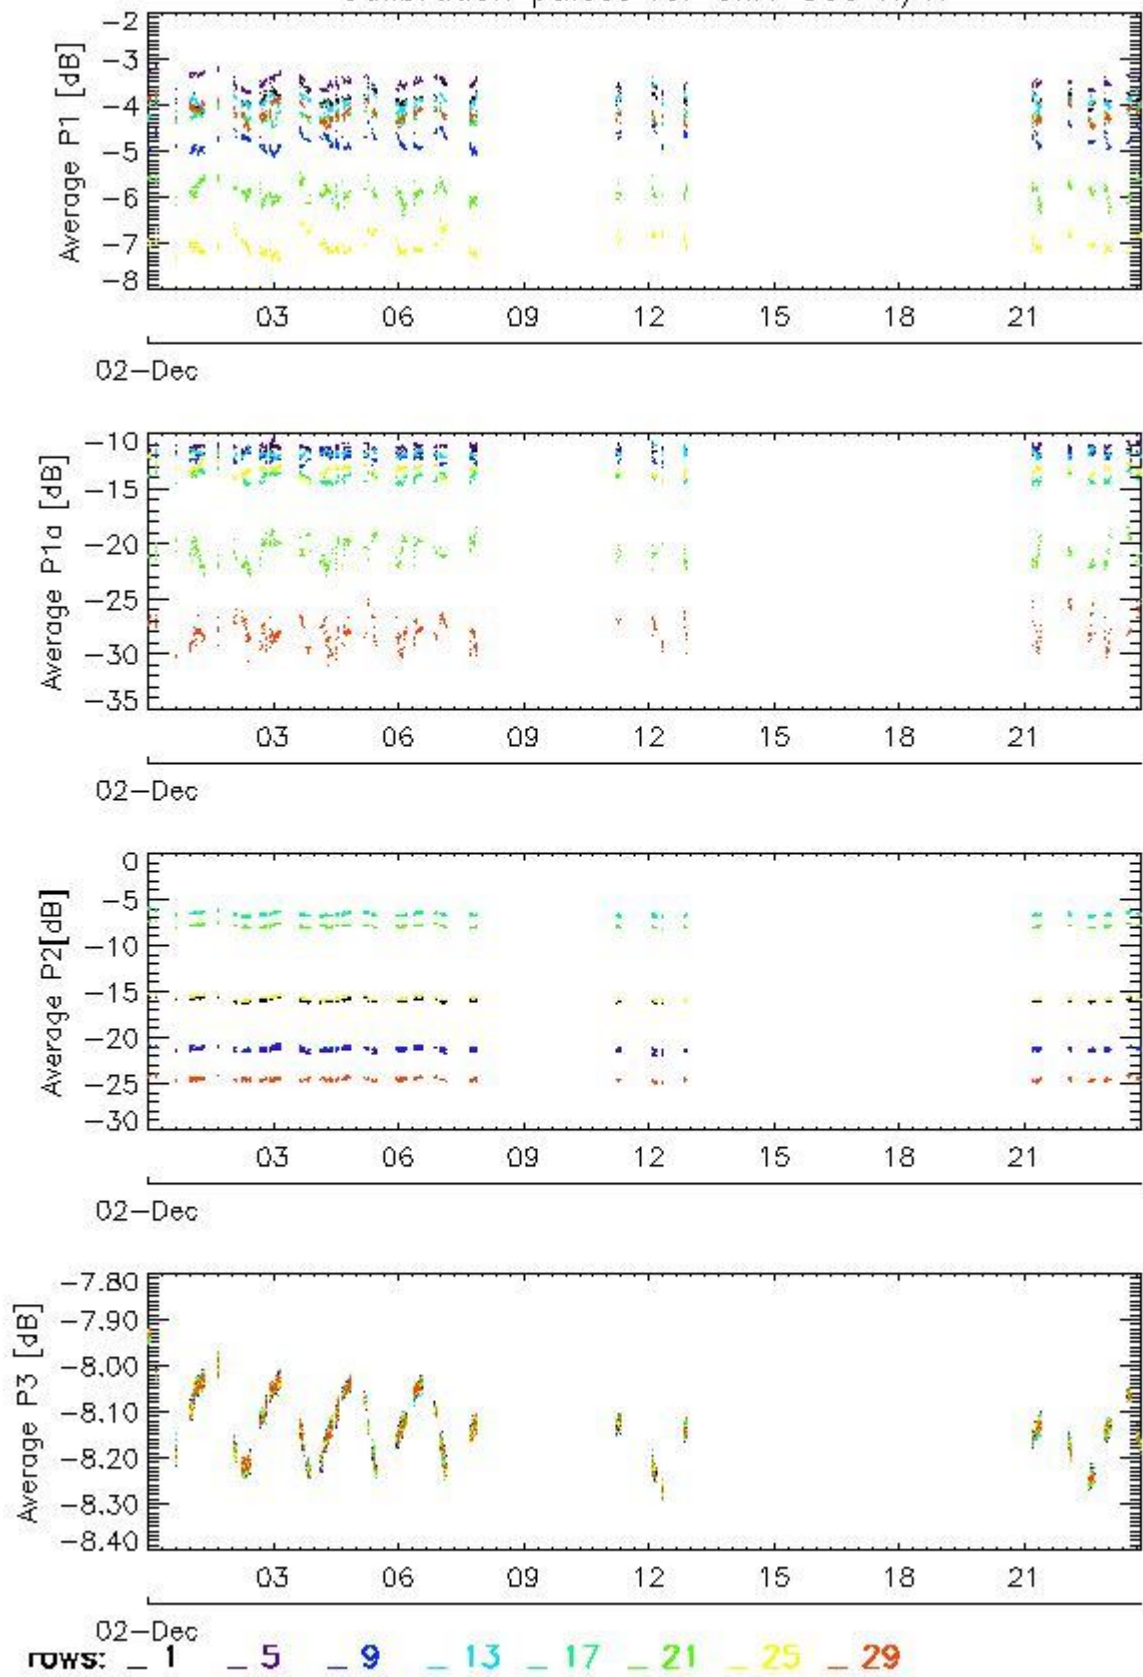 -2
-3
-4
-5
-6
-7
-8
Average P1 [dB]
03 06 09 12 15 18 21
02-Dec
-10
-15
-20
-25
-30
-35
Average P1a [dB]
03 06 09 12 15 18 21
02-Dec
0
-5
-10
-15
-20
-25
-30
Average P2[dB]
03 06 09 12 15 18 21
02-Dec
-7.80
-7.90
-8.00
-8.10
-8.20
-8.30
-8.40
Average P3 [dB]
03 06 09 12 15 18 21
02-Dec
rows: _ 1 _ 5 _ 9 _ 13 _ 17 _ 21 _ 25 _ 29